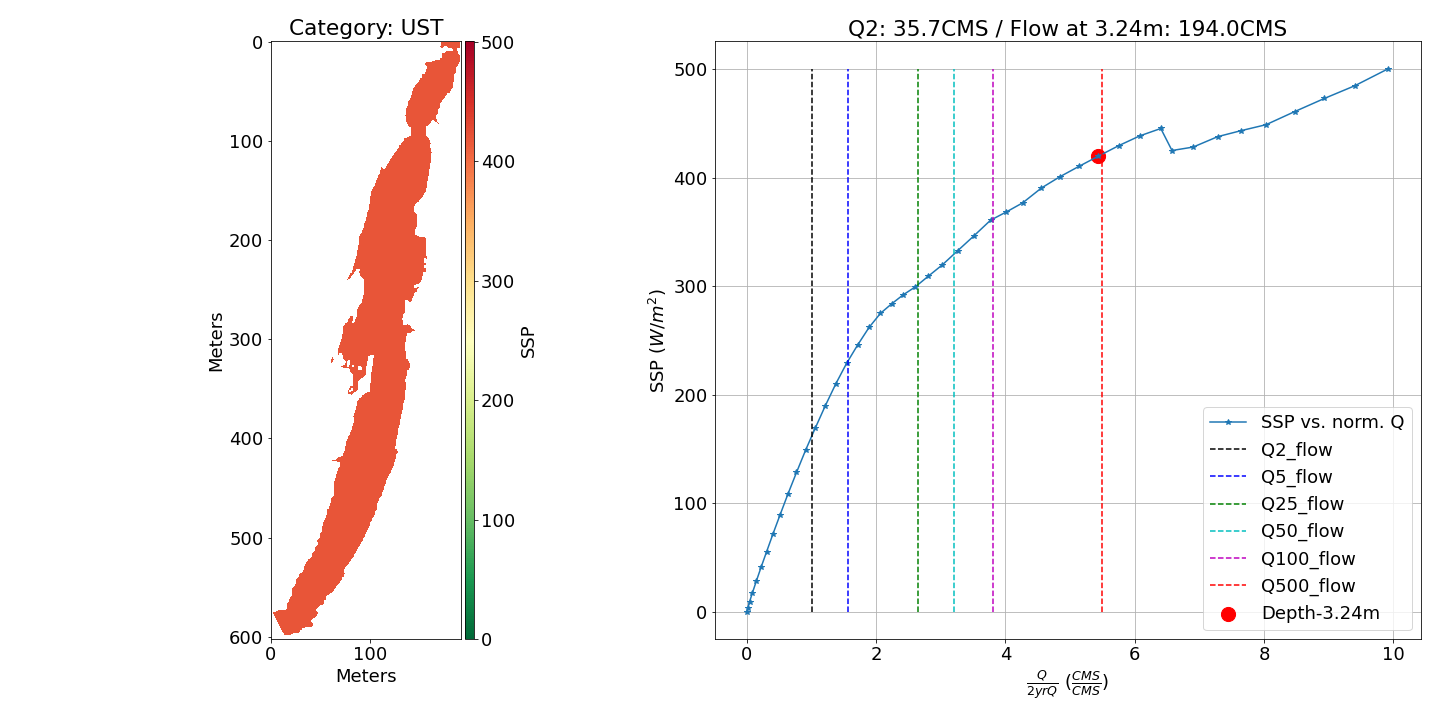 Category: UST
0
100
200
300
400
500
600
Meters
0
100
Meters
500
400
300
200
100
0
SSP
Q2: 35.7CMS / Flow at 3.24m: 194.0CMS
500
400
300
200
100
0
SSP (W/m²)
0
2
4
6
8
10
Q/2yrQ (CMS/CMS)
SSP vs. norm. Q
Q2_flow
Q5_flow
Q25_flow
Q50_flow
Q100_flow
Q500_flow
Depth-3.24m